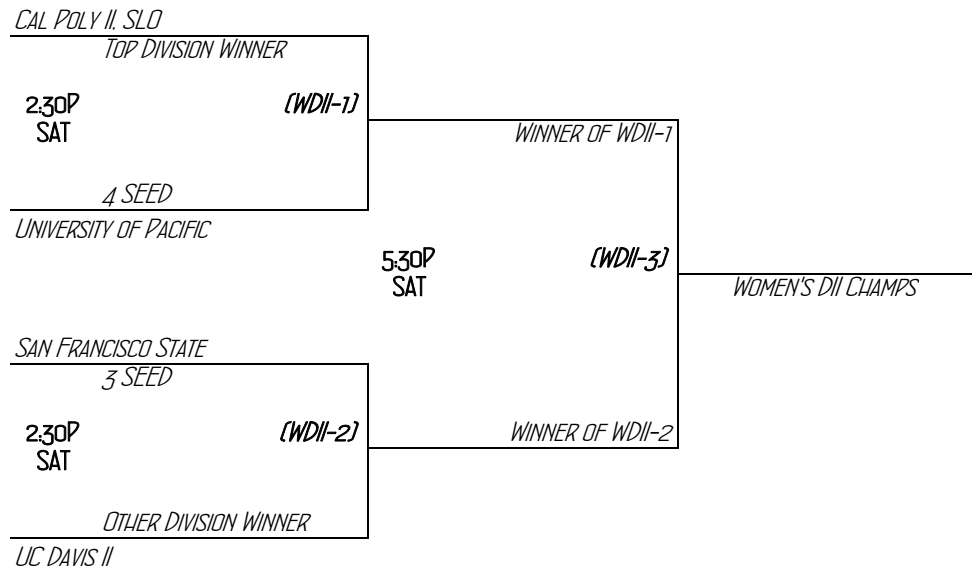 Cal Poly II, SLO
Top Division Winner
2:30P (WDII-1)
SAT
Winner of WDII-1
4 SEED
University of Pacific
5:30P (WDII-3)
SAT
Women's DII Champs
San Francisco State
3 SEED
2:30P (WDII-2) Winner of WDII-2
SAT
Other Division Winner
UC Davis II